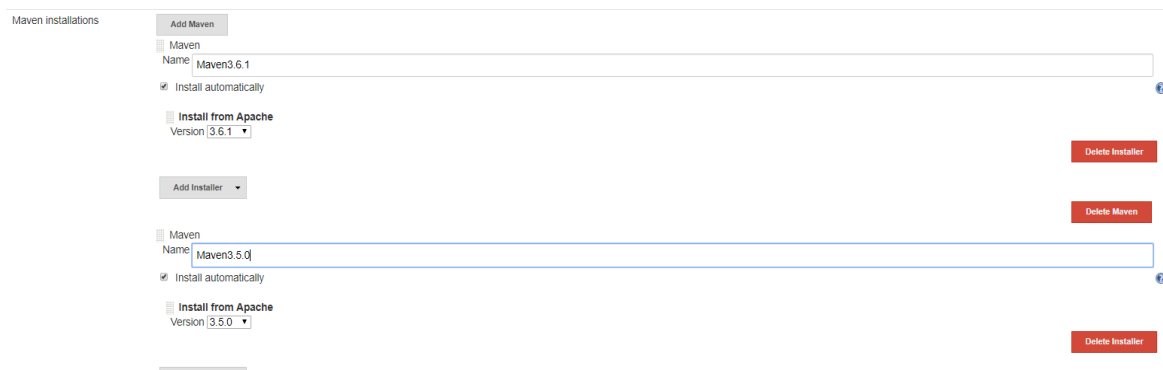 Maven installations
Add Maven
Maven
Name Maven3.6.1
Install automatically
Install from Apache
Version 3.6.1
Delete Installer
Add Installer
Delete Maven
Maven
Name Maven3.5.0
Install automatically
Install from Apache
Version 3.5.0
Delete Installer